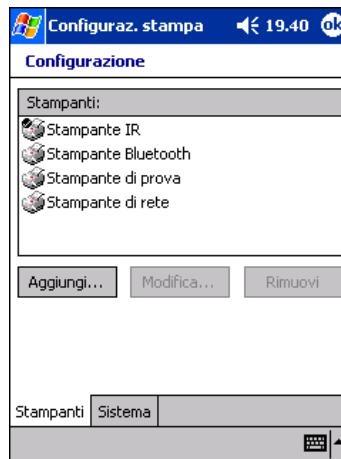 Configuraz. stampa 19.40 ok
Configurazione
Stampanti:
Stampante IR
Stampante Bluetooth
Stampante di prova
Stampante di rete
Aggiungi... Modifica... Rimuovi
Stampanti Sistema